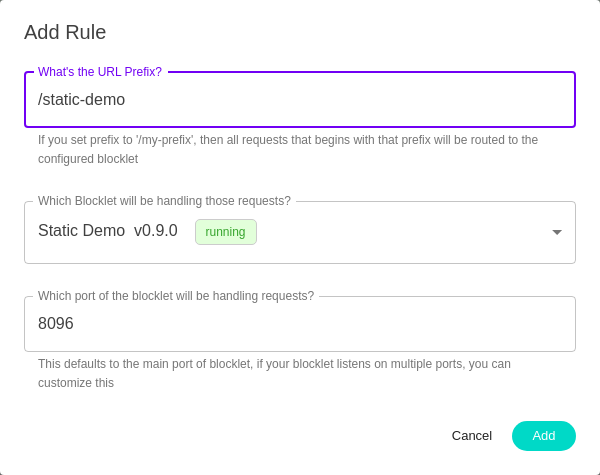 Add Rule
What's the URL Prefix?
/static-demo
If you set prefix to '/my-prefix', then all requests that begins with that prefix will be routed to the
configured blocklet
Which Blocklet will be handling those requests?
Static Demo v0.9.0 running
Which port of the blocklet will be handling requests?
8096
This defaults to the main port of blocklet, if your blocklet listens on multiple ports, you can
customize this
Cancel Add